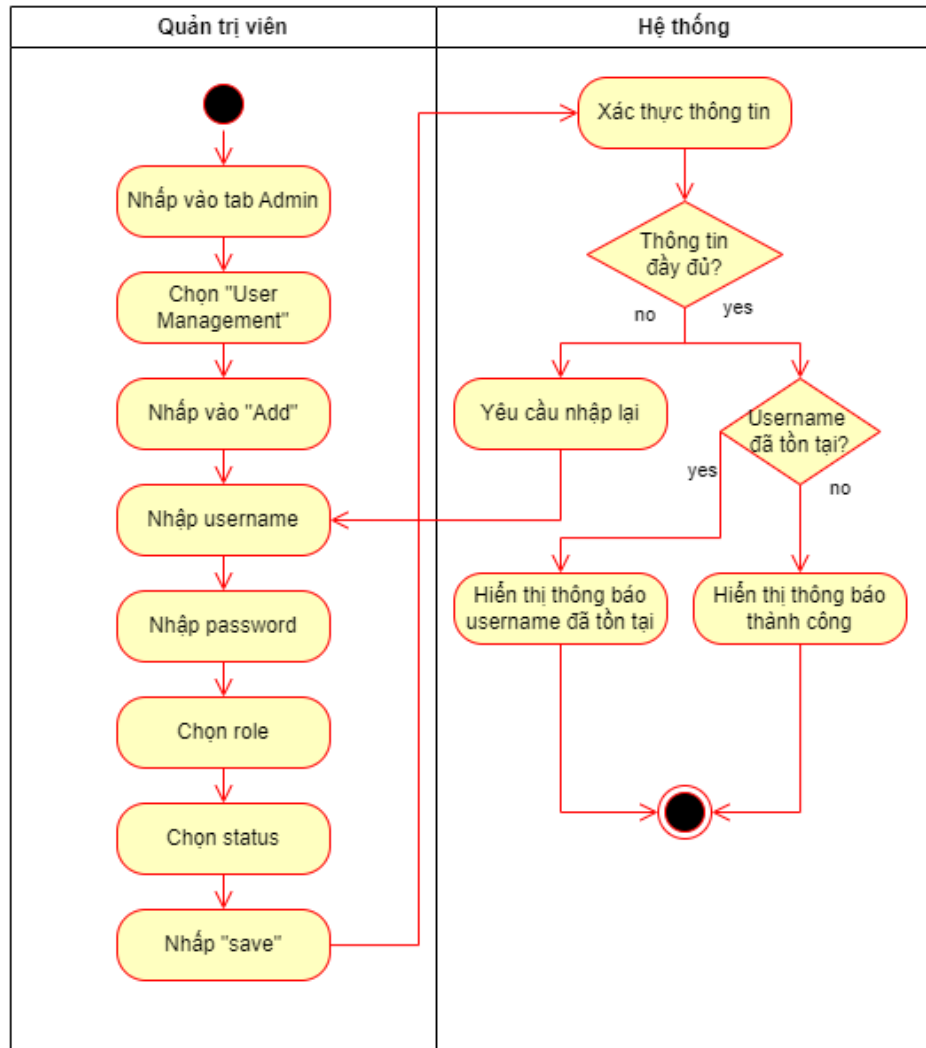 Quản trị viên
Hệ thống
Nhấp vào tab Admin
Chọn "User
Management"
Nhấp vào "Add"
Nhập username
Nhập password
Chọn role
Chọn status
Nhấp "save"
Xác thực thông tin
Thông tin
đầy đủ?
no
yes
Yêu cầu nhập lại
Username
đã tồn tại?
yes
no
Hiển thị thông báo
username đã tồn tại
Hiển thị thông báo
thành công